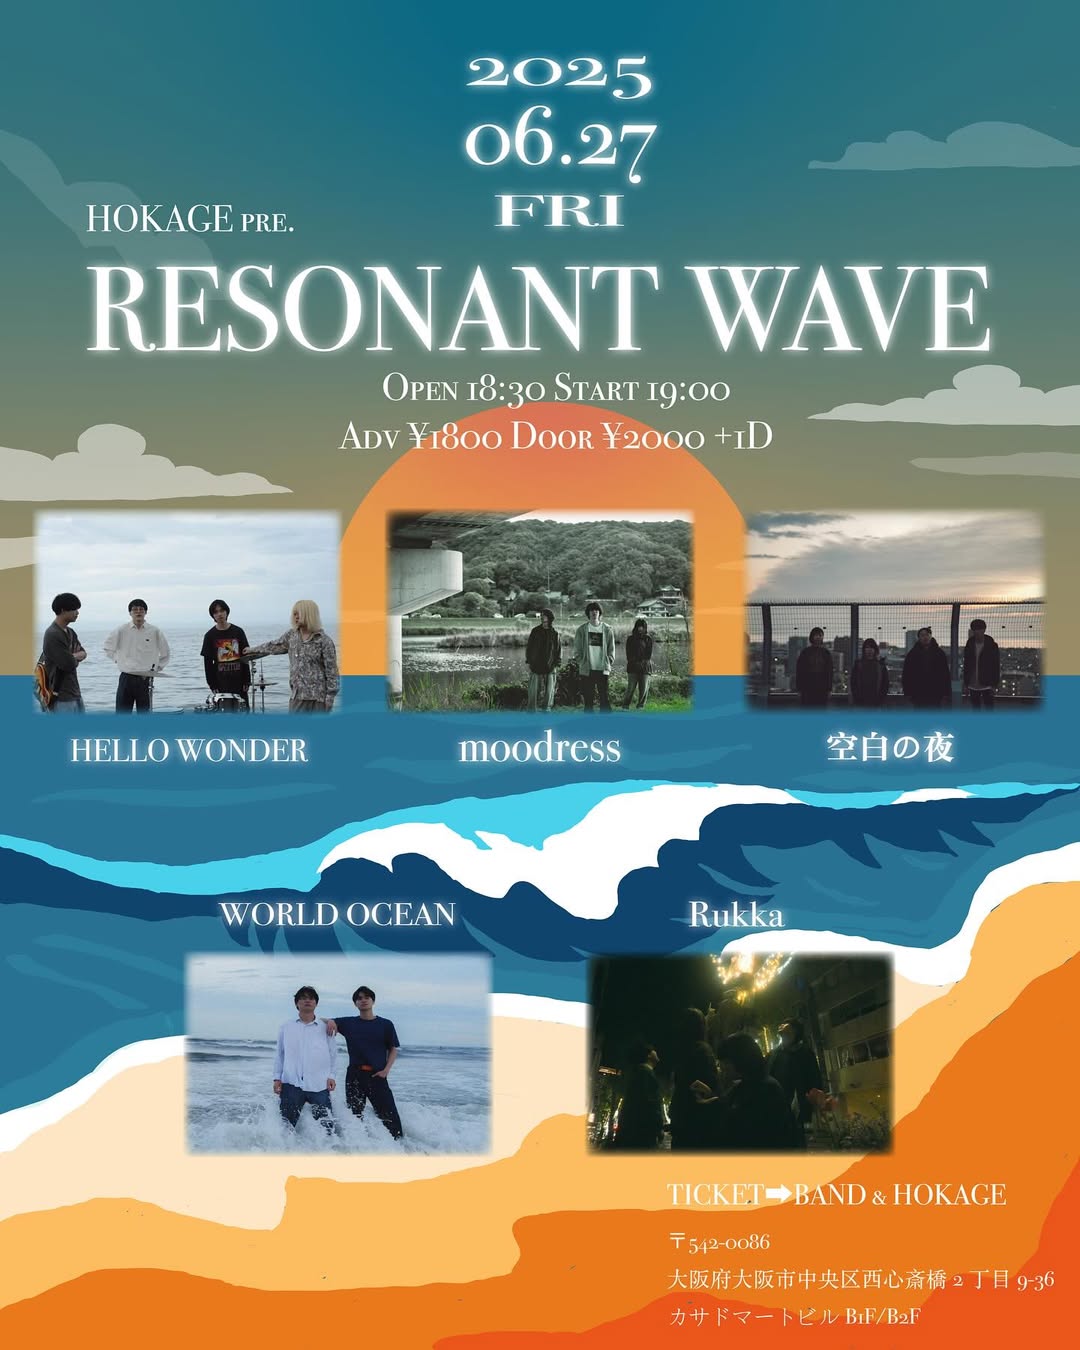 2025
06.27
FRI
HOKAGE PRE.
RESONANT WAVE
OPEN 18:30 START 19:00
ADV ¥1800 DOOR ¥2000 +1D
HELLO WONDER
moodress
空白の夜
WORLD OCEAN
Rukka
TICKET➡BAND & HOKAGE
〒542-0086
大阪府大阪市中央区西心斎橋 2 丁目 9-36
カサドマートビル B1F/B2F